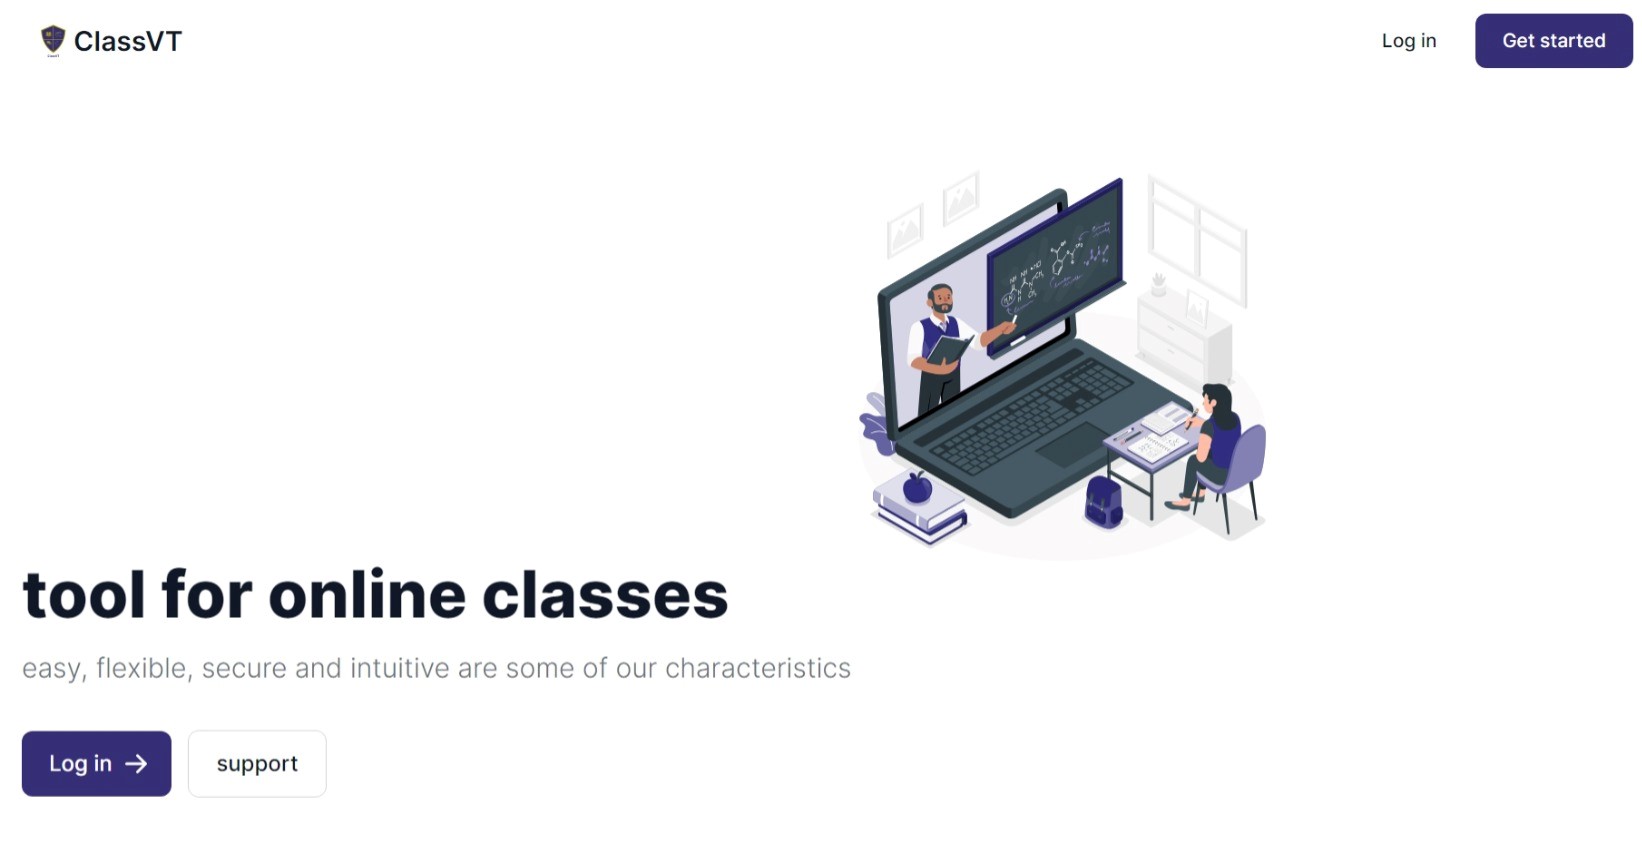 ClassVT
Log in
Get started
tool for online classes
easy, flexible, secure and intuitive are some of our characteristics
Log in →
support